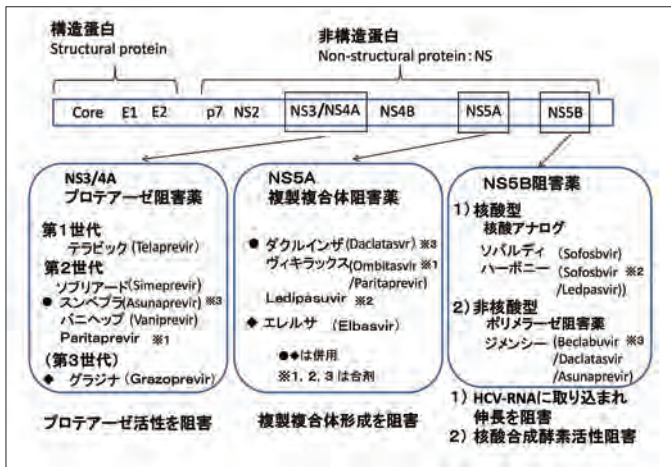 構造蛋白
Structural protein
非構造蛋白
Non-structural protein:NS
Core E1 E2 p7 NS2 NS3/NS4A NS4B NS5A NS5B
NS3/4A
プロテアーゼ阻害薬
第1世代
テラビック(Telaprevir)
第2世代
ソブリアード(Simeprevir)
●スンベプラ(Asunaprevir) ※3
バニヘップ(Vaniprevir)
Paritaprevir ※1
(第3世代)
◆ グラジナ(Grazoprevir)
プロテアーゼ活性を阻害
NS5A
複製複合体阻害薬
● ダクルインザ(Daclatasvr) ※3
ヴィキラックス(Ombitasvir ※1
/Paritaprevir)
Ledipasuvir ※2
◆ エレルサ (Elbasvir)
●◆は併用
※1, 2, 3 は合剤
複製複合体形成を阻害
NS5B阻害薬
1) 核酸型
核酸アナログ
ソバルディ (Sofosbvir)
ハーボニー (Sofosbvir ※2
/Ledpasvir))
2) 非核酸型
ポリメラーゼ阻害薬
ジメンシー(Beclabuvir ※3
/Daclatasvir
/Asunaprevir)
1) HCV-RNAに取り込まれ
伸長を阻害
2) 核酸合成酵素活性阻害